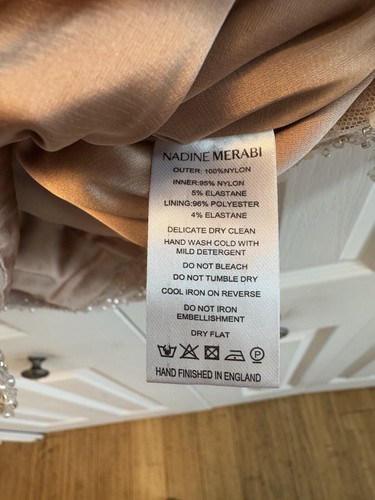 NADINE MERABI
OUTER: 100%NYLON
INNER:95% NYLON
5% ELASTANE
LINING:96% POLYESTER
4% ELASTANE
DELICATE DRY CLEAN
HAND WASH COLD WITH
MILD DETERGENT
DO NOT BLEACH
DO NOT TUMBLE DRY
COOL IRON ON REVERSE
DO NOT IRON
EMBELLISHMENT
DRY FLAT
P
HAND FINISHED IN ENGLAND